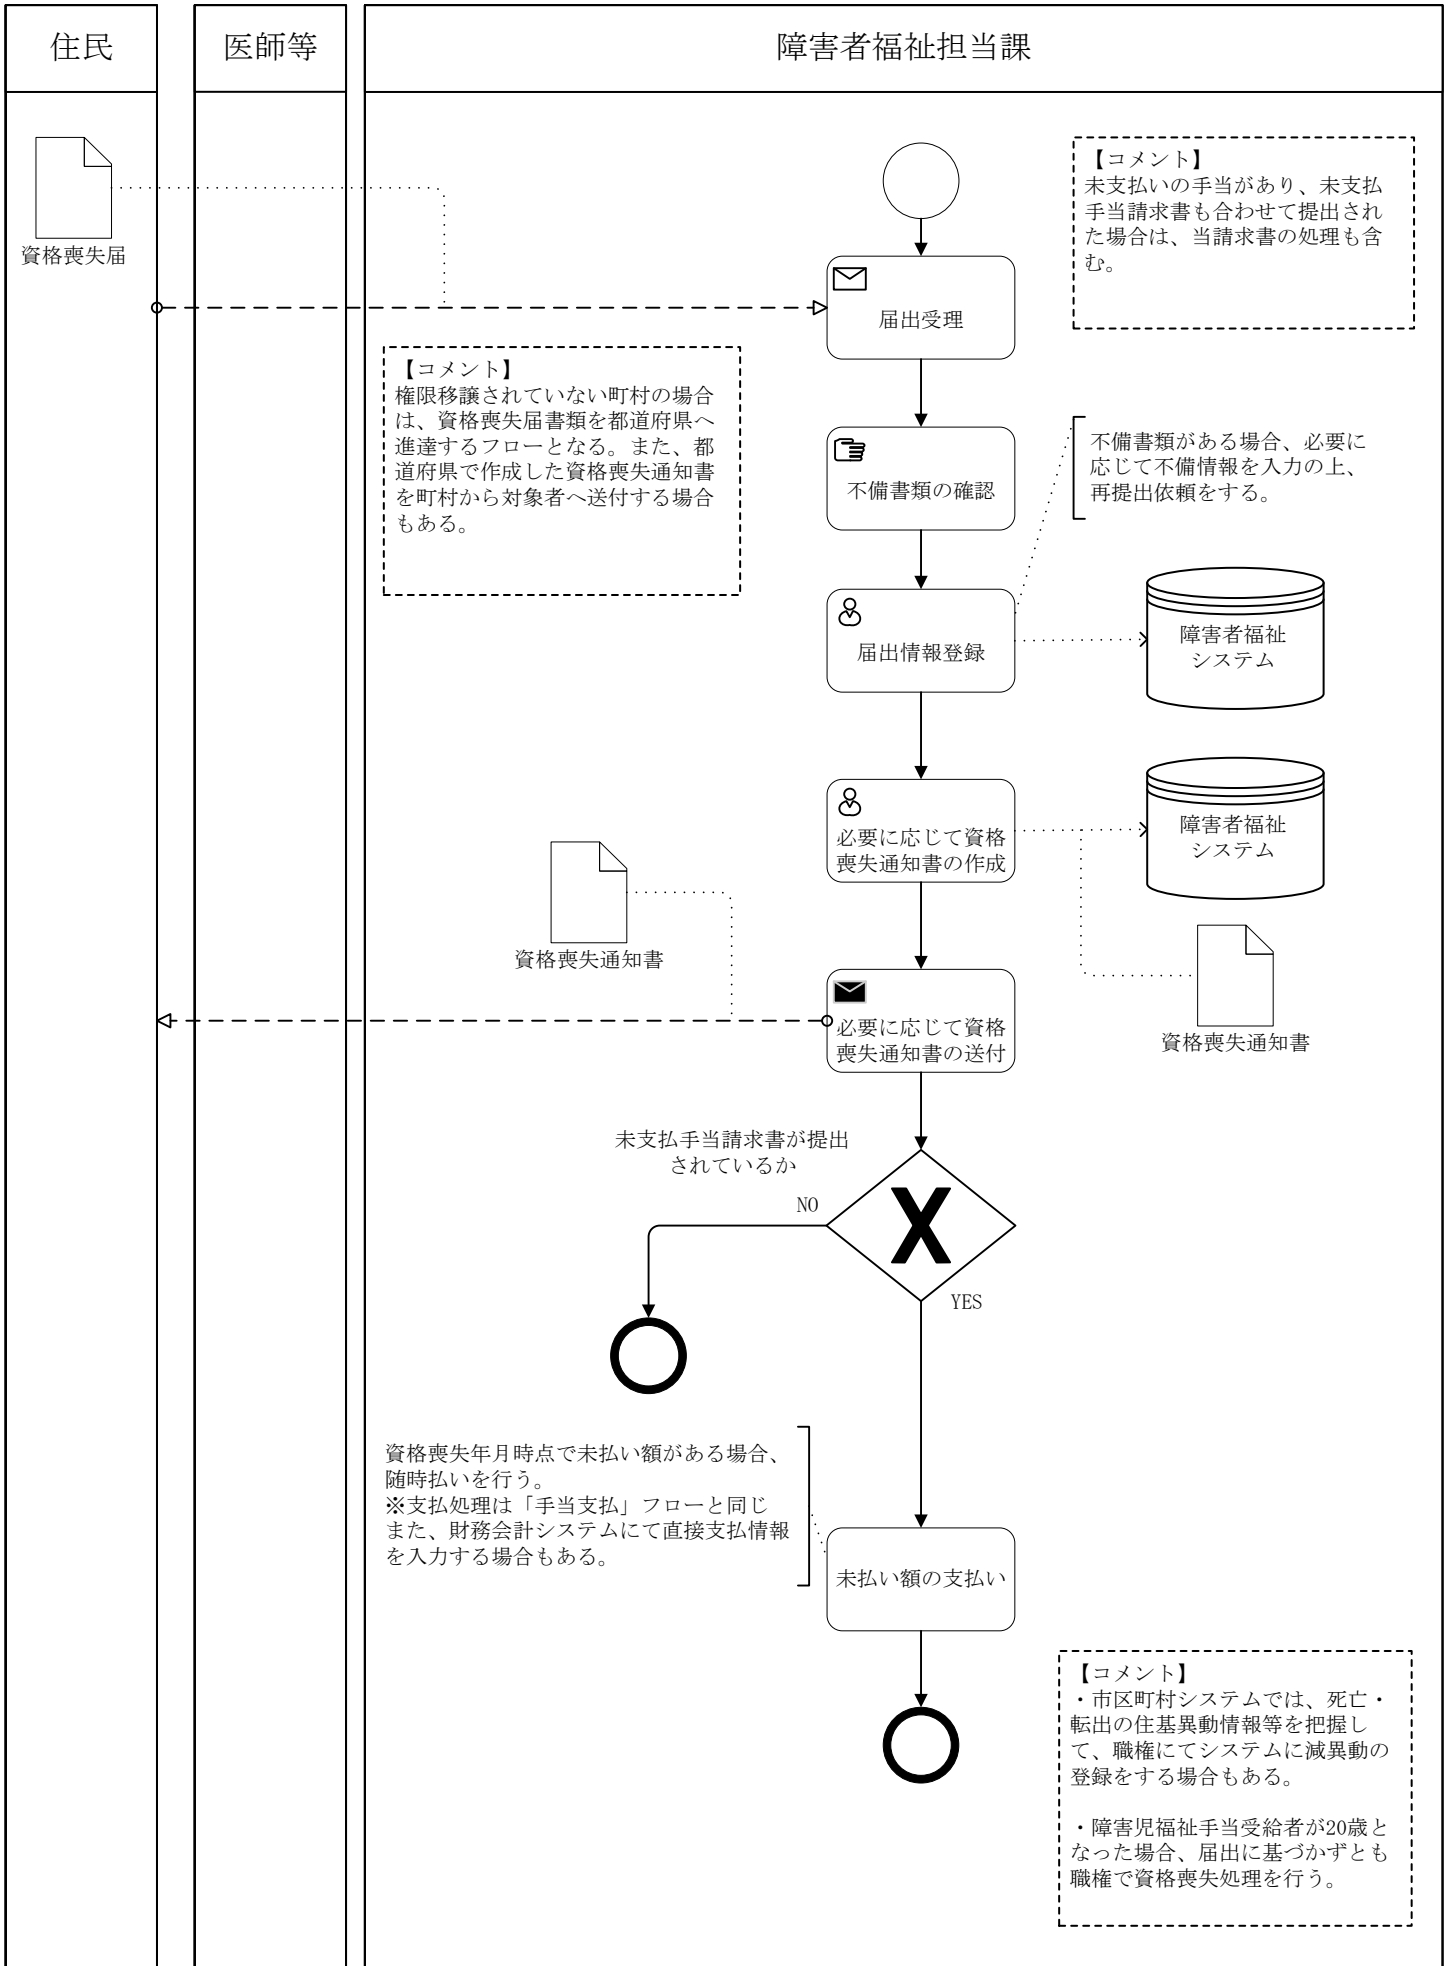 住民
医師等
障害者福祉担当課
資格喪失届
【コメント】
未支払いの手当があり、未支払
手当請求書も合わせて提出され
た場合は、当請求書の処理も含
む。
届出受理
【コメント】
権限移譲されていない町村の場合
は、資格喪失届書類を都道府県へ
進達するフローとなる。また、都
道府県で作成した資格喪失通知書
を町村から対象者へ送付する場合
もある。
不備書類の確認
不備書類がある場合、必要に
応じて不備情報を入力の上、
再提出依頼をする。
届出情報登録
障害者福祉
システム
必要に応じて資格
喪失通知書の作成
障害者福祉
システム
資格喪失通知書
資格喪失通知書
必要に応じて資格
喪失通知書の送付
未支払手当請求書が提出
されているか
NO
YES
資格喪失年月時点で未払い額がある場合、
随時払いを行う。
※支払処理は「手当支払」フローと同じ
また、財務会計システムにて直接支払情報
を入力する場合もある。
未払い額の支払い
【コメント】
・市区町村システムでは、死亡・
転出の住基異動情報等を把握し
て、職権にてシステムに減異動の
登録をする場合もある。
・障害児福祉手当受給者が20歳と
なった場合、届出に基づかずとも
職権で資格喪失処理を行う。